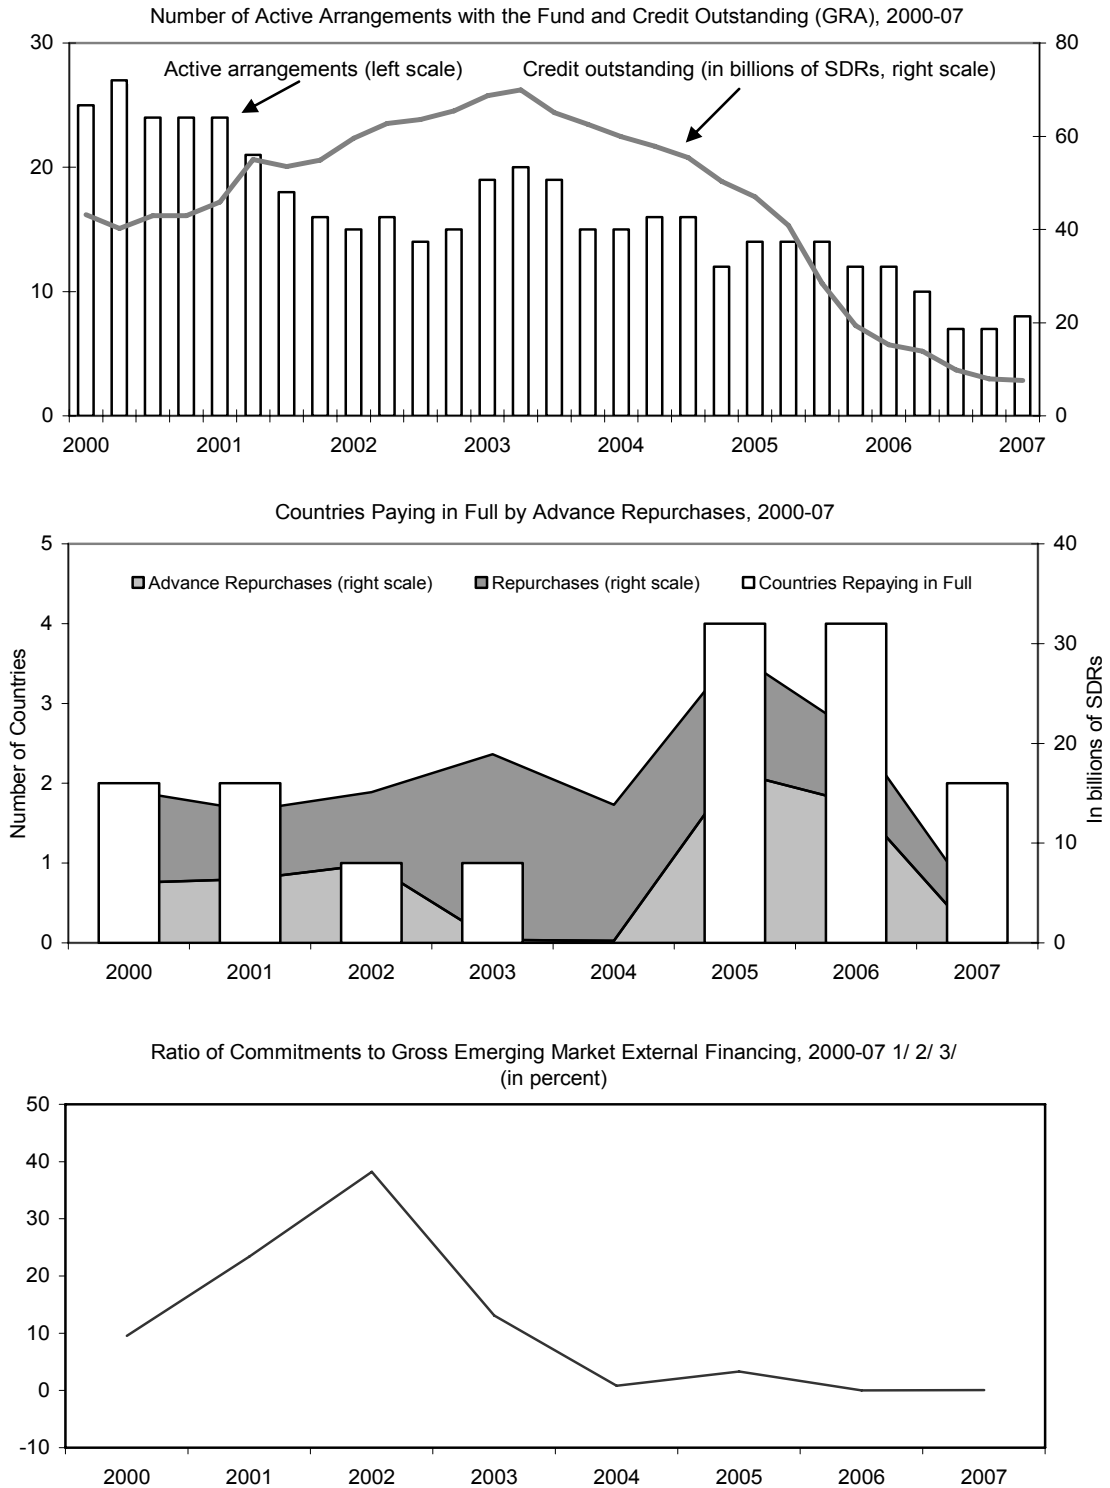 Number of Active Arrangements with the Fund and Credit Outstanding (GRA), 2000-07
30
80
Active arrangements (left scale)
Credit outstanding (in billions of SDRs, right scale)
60
20
40
10
20
0
0
2000 2001 2002 2003 2004 2005 2006 2007
Countries Paying in Full by Advance Repurchases, 2000-07
5
40
Advance Repurchases (right scale) Repurchases (right scale) Countries Repaying in Full
4
30
3
20
2
10
1
0
0
Number of Countries
In billions of SDRs
2000 2001 2002 2003 2004 2005 2006 2007
Ratio of Commitments to Gross Emerging Market External Financing, 2000-07 1/ 2/ 3/
(in percent)
50
40
30
20
10
0
-10
2000 2001 2002 2003 2004 2005 2006 2007